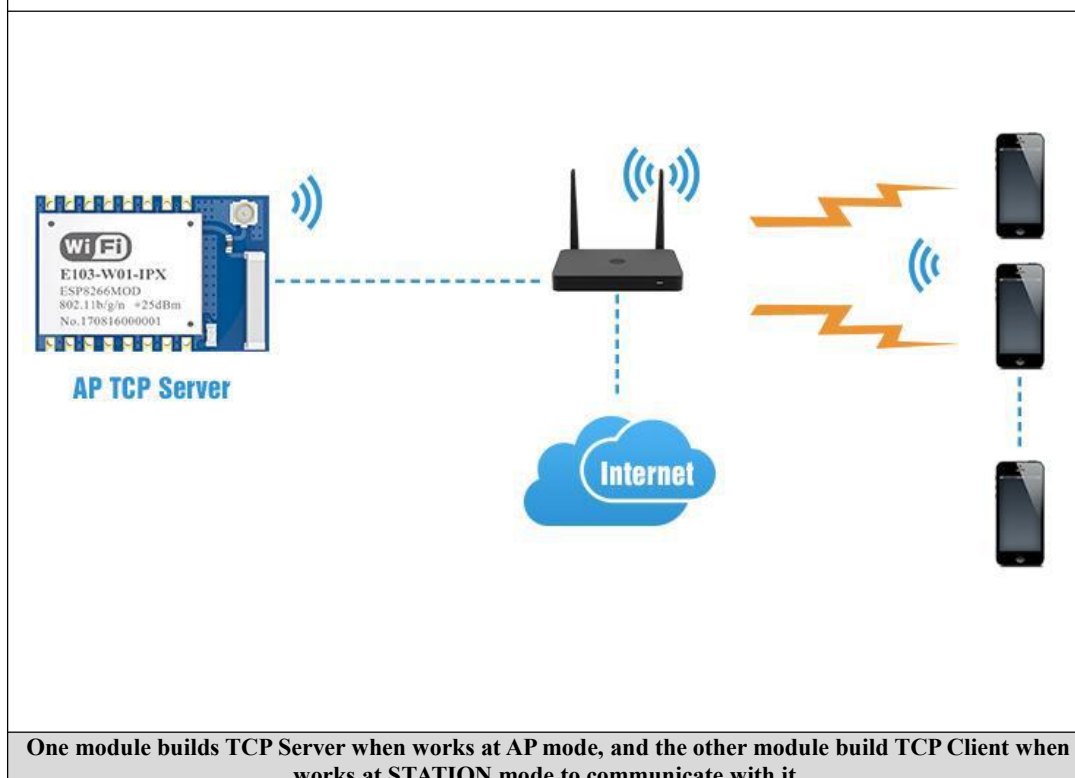 WiFi
E103-W01-IPX
ESP8266MOD
802.11b/g/n +25dBm
No.170816000001
AP TCP Server
Internet
One module builds TCP Server when works at AP mode, and the other module build TCP Client when
works at STATION mode to communicate with it